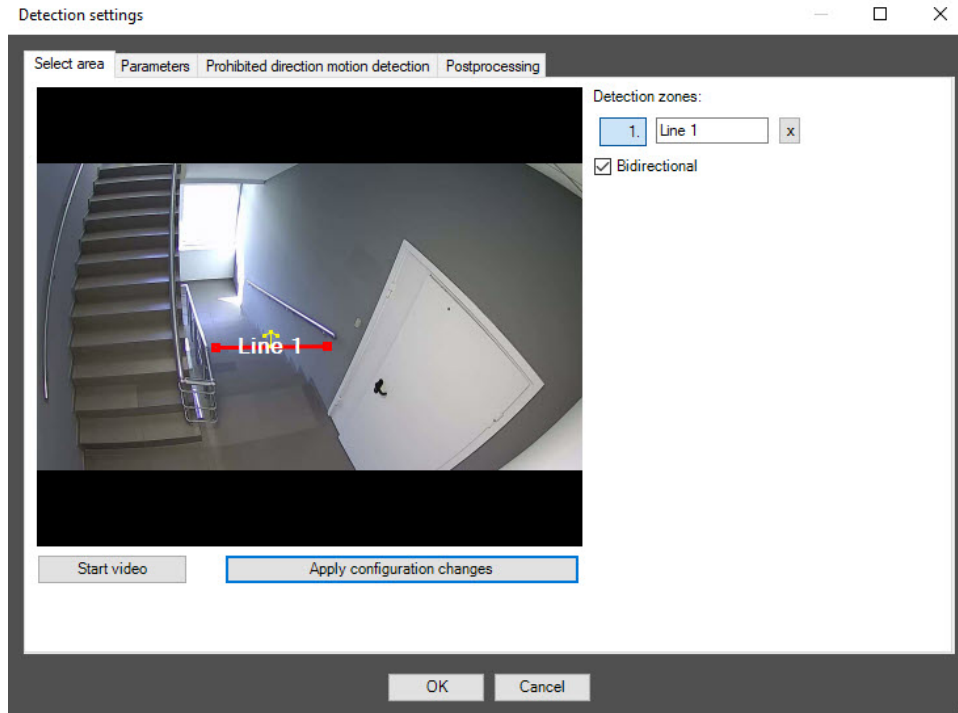 Detection settings
Select area Parameters Prohibited direction motion detection Postprocessing
Detection zones:
1. Line 1 x
Bidirectional
Line 1
Start video Apply configuration changes
OK Cancel